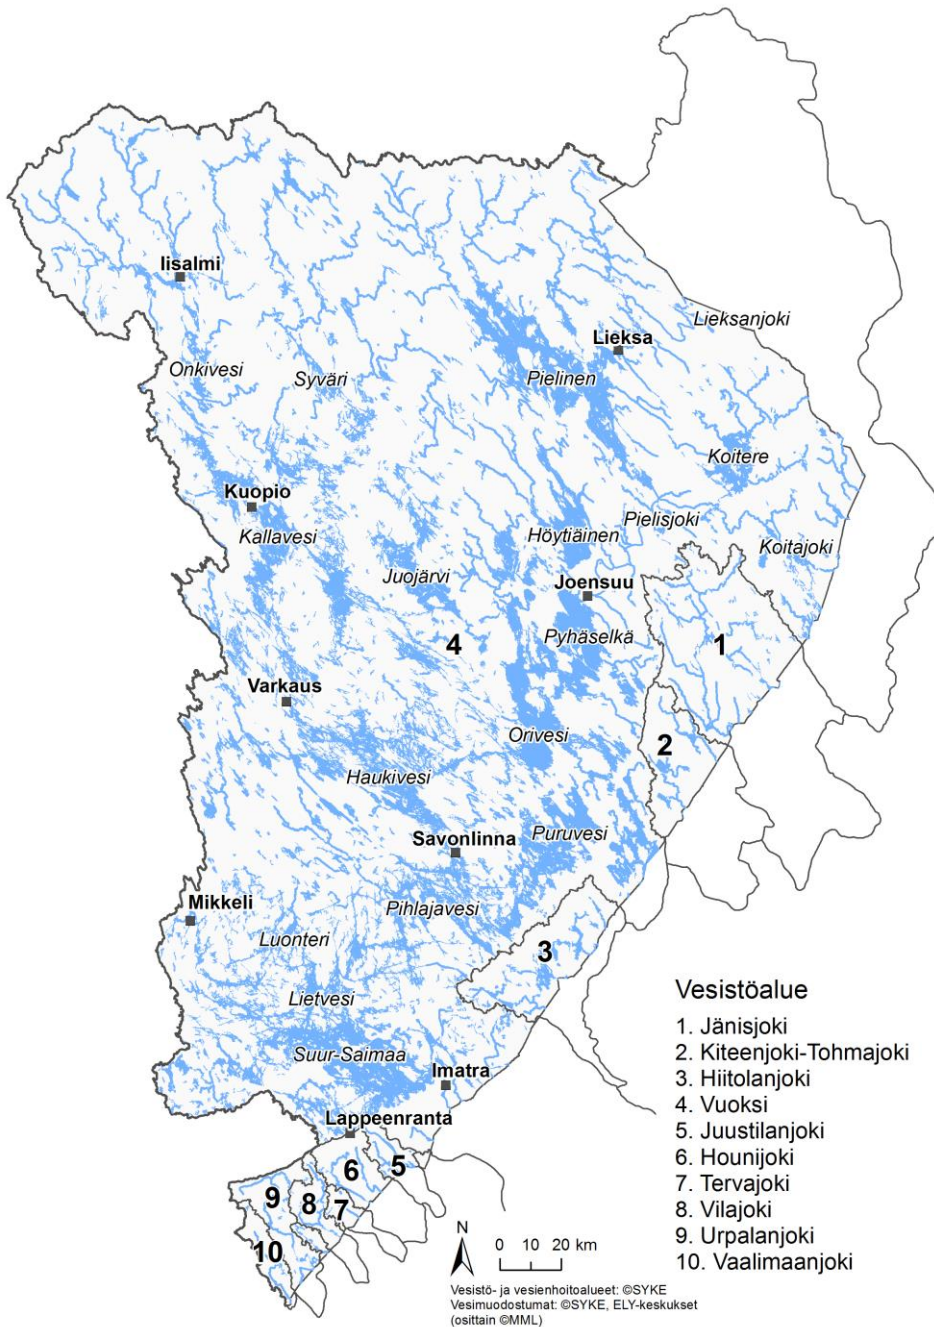 Iisalmi
Lieksanjoki
Lieksa
Onkivesi
Syväri
Pielinen
Koitere
Kuopio
Kallavesi
Höytiäinen
Pielisjoki
Koitajoki
Juojärvi
Joensuu
Pyhäselkä
4
1
Varkaus
Orivesi
2
Haukivesi
Savonlinna
Puruvesi
Mikkeli
Pihlajavesi
Luonteri
3
Lietvesi
Suur-Saimaa
Imatra
Lappeenranta
6
5
9
8
7
10
Vesistöalue
1. Jänisjoki
2. Kiteenjoki-Tohmajoki
3. Hiitolanjoki
4. Vuoksi
5. Juustilanjoki
6. Hounijoki
7. Tervajoki
8. Vilajoki
9. Urpalanjoki
10. Vaalimaanjoki
N
0 10 20 km
Vesistö- ja vesienhoitoalueet: ©SYKE
Vesimuodostumat: ©SYKE, ELY-keskukset
(osittain ©MML)